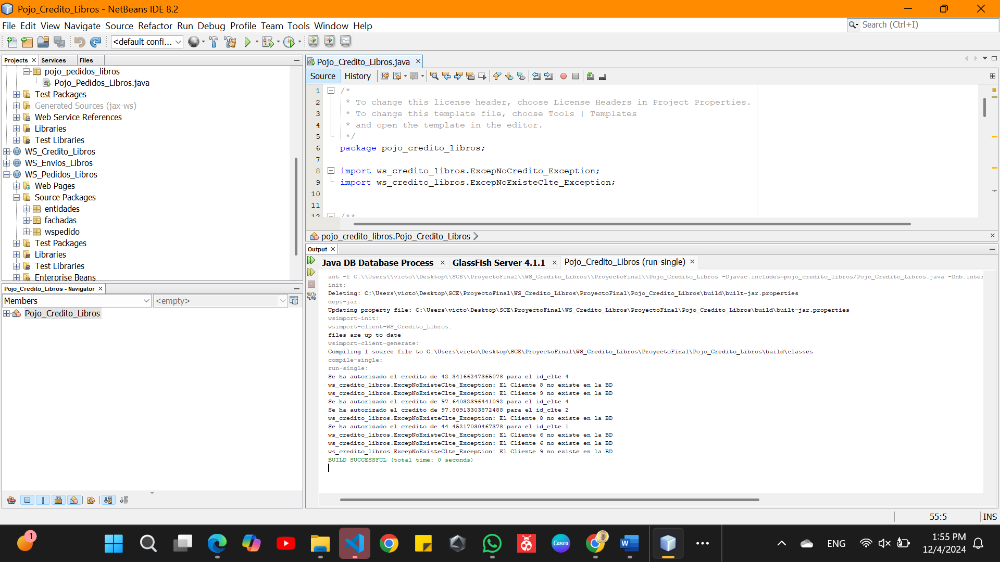 Pojo_Credito_Libros - NetBeans IDE 8.2
File Edit View Navigate Source Refactor Run Debug Profile Team Tools Window Help
Search (Ctrl+I)
<default confi...
Projects
Services
Files
pojo_pedidos_libros
Pojo_Pedidos_Libros.java
Test Packages
Generated Sources (jax-ws)
Web Service References
Libraries
Test Libraries
WS_Credito_Libros
WS_Envios_Libros
WS_Pedidos_Libros
Web Pages
Source Packages
entidades
fachadas
wspedido
Test Packages
Libraries
Test Libraries
Enterprise Beans
Pojo_Credito_Libros - Navigator
Members
<empty>
Pojo_Credito_Libros
Pojo_Credito_Libros.java
Source History
1 /*
2 * To change this license header, choose License Headers in Project Properties.
3 * To change this template file, choose Tools | Templates
4 * and open the template in the editor.
5 */
6 package pojo_credito_libros;
7
8 import ws_credito_libros.ExcepNoCredito_Exception;
9 import ws_credito_libros.ExcepNoExisteClte_Exception;
10
11
12 /**
pojo_credito_libros.Pojo_Credito_Libros
Output
Java DB Database Process
GlassFish Server 4.1.1
Pojo_Credito_Libros (run-single)
ant -f C:\\Users\\victo\\Desktop\\SCE\\ProyectoFinal\\WS_Credito_Libros\\ProyectoFinal\\Pojo_Credito_Libros -Djavac.includes=pojo_credito_libros/Pojo_Credito_Libros.java -Dnb.inter
init:
Deleting: C:\Users\victo\Desktop\SCE\ProyectoFinal\WS_Credito_Libros\ProyectoFinal\Pojo_Credito_Libros\build\built-jar.properties
deps-jar:
Updating property file: C:\Users\victo\Desktop\SCE\ProyectoFinal\WS_Credito_Libros\ProyectoFinal\Pojo_Credito_Libros\build\built-jar.properties
wsimport-init:
wsimport-client-WS_Credito_Libros:
files are up to date
wsimport-client-generate:
Compiling 1 source file to C:\Users\victo\Desktop\SCE\ProyectoFinal\WS_Credito_Libros\ProyectoFinal\Pojo_Credito_Libros\build\classes
compile-single:
run-single:
Se ha autorizado el credito de 42.34166247365078 para el id_clte 4
ws_credito_libros.ExcepNoExisteClte_Exception: El Cliente 8 no existe en la BD
ws_credito_libros.ExcepNoExisteClte_Exception: El Cliente 9 no existe en la BD
Se ha autorizado el credito de 97.64032396441092 para el id_clte 4
Se ha autorizado el credito de 97.80913303872488 para el id_clte 2
ws_credito_libros.ExcepNoExisteClte_Exception: El Cliente 8 no existe en la BD
Se ha autorizado el credito de 44.45217030467378 para el id_clte 1
ws_credito_libros.ExcepNoExisteClte_Exception: El Cliente 6 no existe en la BD
ws_credito_libros.ExcepNoExisteClte_Exception: El Cliente 6 no existe en la BD
ws_credito_libros.ExcepNoExisteClte_Exception: El Cliente 9 no existe en la BD
BUILD SUCCESSFUL (total time: 0 seconds)
55:5
INS
1
Canva
W
ENG
1:55 PM
12/4/2024